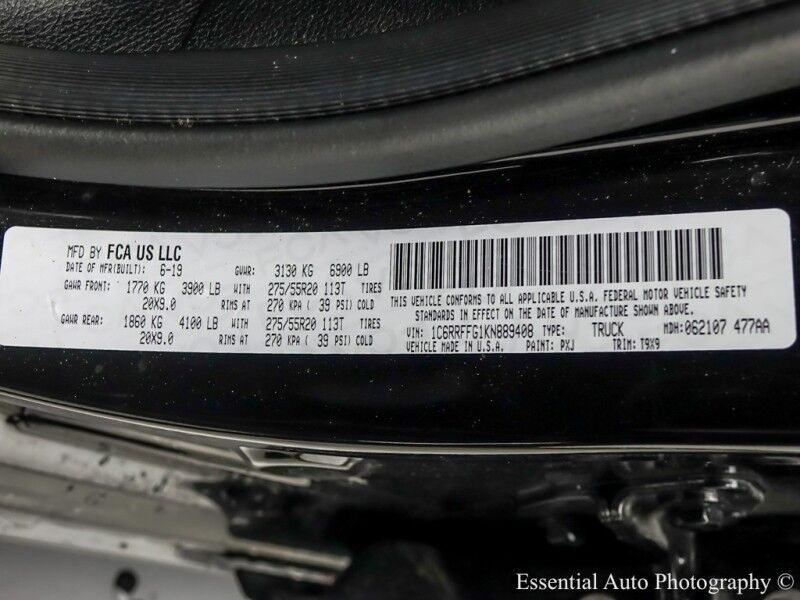 MFD BY FCA US LLC
DATE OF MFR(BUILT): 6-19 GVWR: 3130 KG 6900 LB
GAWR FRONT: 1770 KG 3900 LB WITH 275/55R20 113T TIRES
20X9.0 RIMS AT 270 KPA ( 39 PSI) COLD
GAWR REAR: 1860 KG 4100 LB WITH 275/55R20 113T TIRES
20X9.0 RIMS AT 270 KPA ( 39 PSI) COLD
THIS VEHICLE CONFORMS TO ALL APPLICABLE U.S.A. FEDERAL MOTOR VEHICLE SAFETY
STANDARDS IN EFFECT ON THE DATE OF MANUFACTURE SHOWN ABOVE.
VIN: 1C6RRFFG1KN889408 TYPE: TRUCK MDH: 062107 477AA
VEHICLE MADE IN U.S.A. PAINT: PXJ TRIM: T9X9
Essential Auto Photography ©